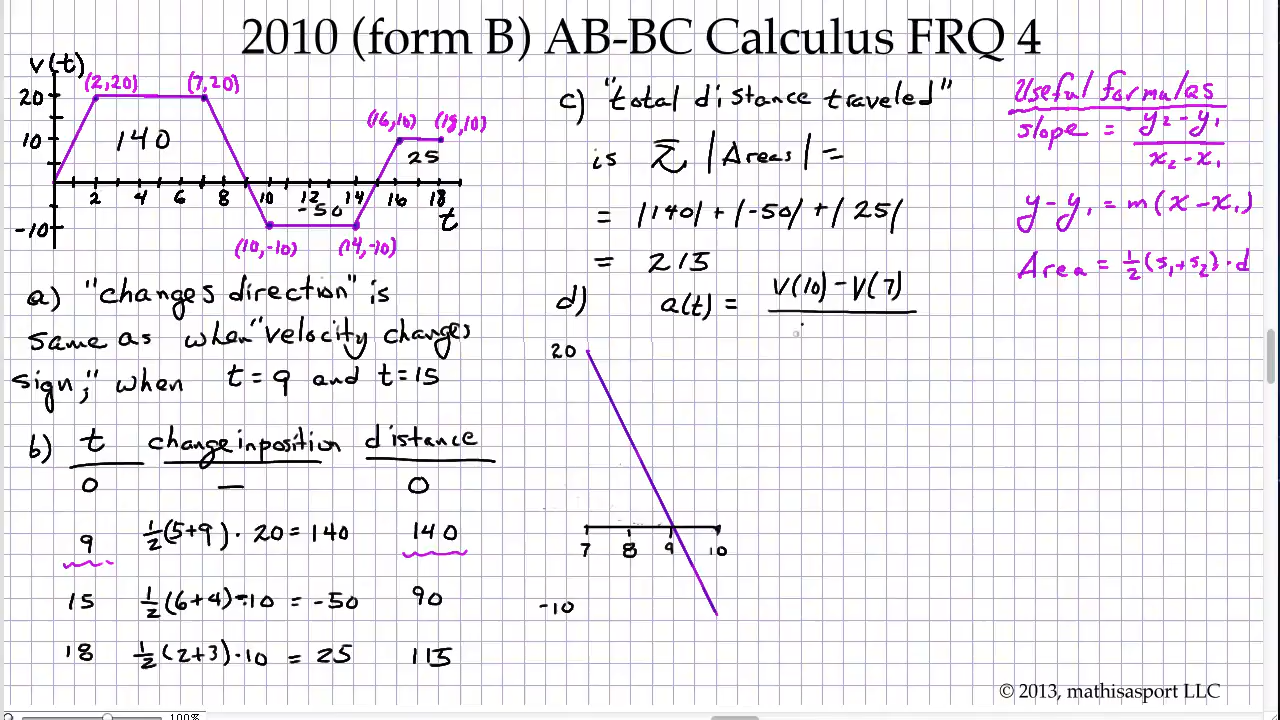 2010 (form B) AB-BC Calculus FRQ 4
v(t)
(2,20) (7,20)
20
140
10
(16,10) (18,10)
25
2 4 6 8 10 12 14 16 18
-50
t
-10
(10,-10) (14,-10)
a) "changes direction" is
same as when "velocity changes
sign," when t=9 and t=15
b) t change in position distance
0 — 0
9 ½(5+9)·20=140 140
15 ½(6+4)·-10 = -50 90
18 ½(2+3)·10 = 25 115
c) "total distance traveled"
is Σ |Areas| =
= |140| + |-50| + |25|
= 215
d) a(t) = v(10)-v(7)
20
7 8 9 10
-10
Useful formulas
slope = y₂-y₁
x₂-x₁
y-y₁=m(x-x₁)
Area = ½(s₁+s₂)·d
© 2013, mathisasport LLC
100%